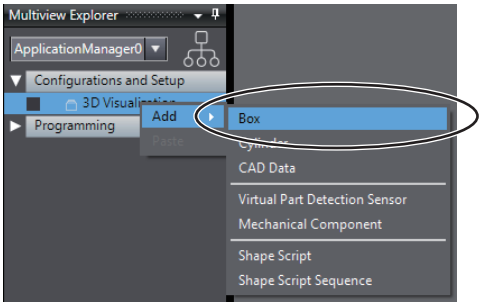 Multiview Explorer
ApplicationManager0
Configurations and Setup
3D Visualization
Programming
Add
Paste
Box
Cylinder
CAD Data
Virtual Part Detection Sensor
Mechanical Component
Shape Script
Shape Script Sequence